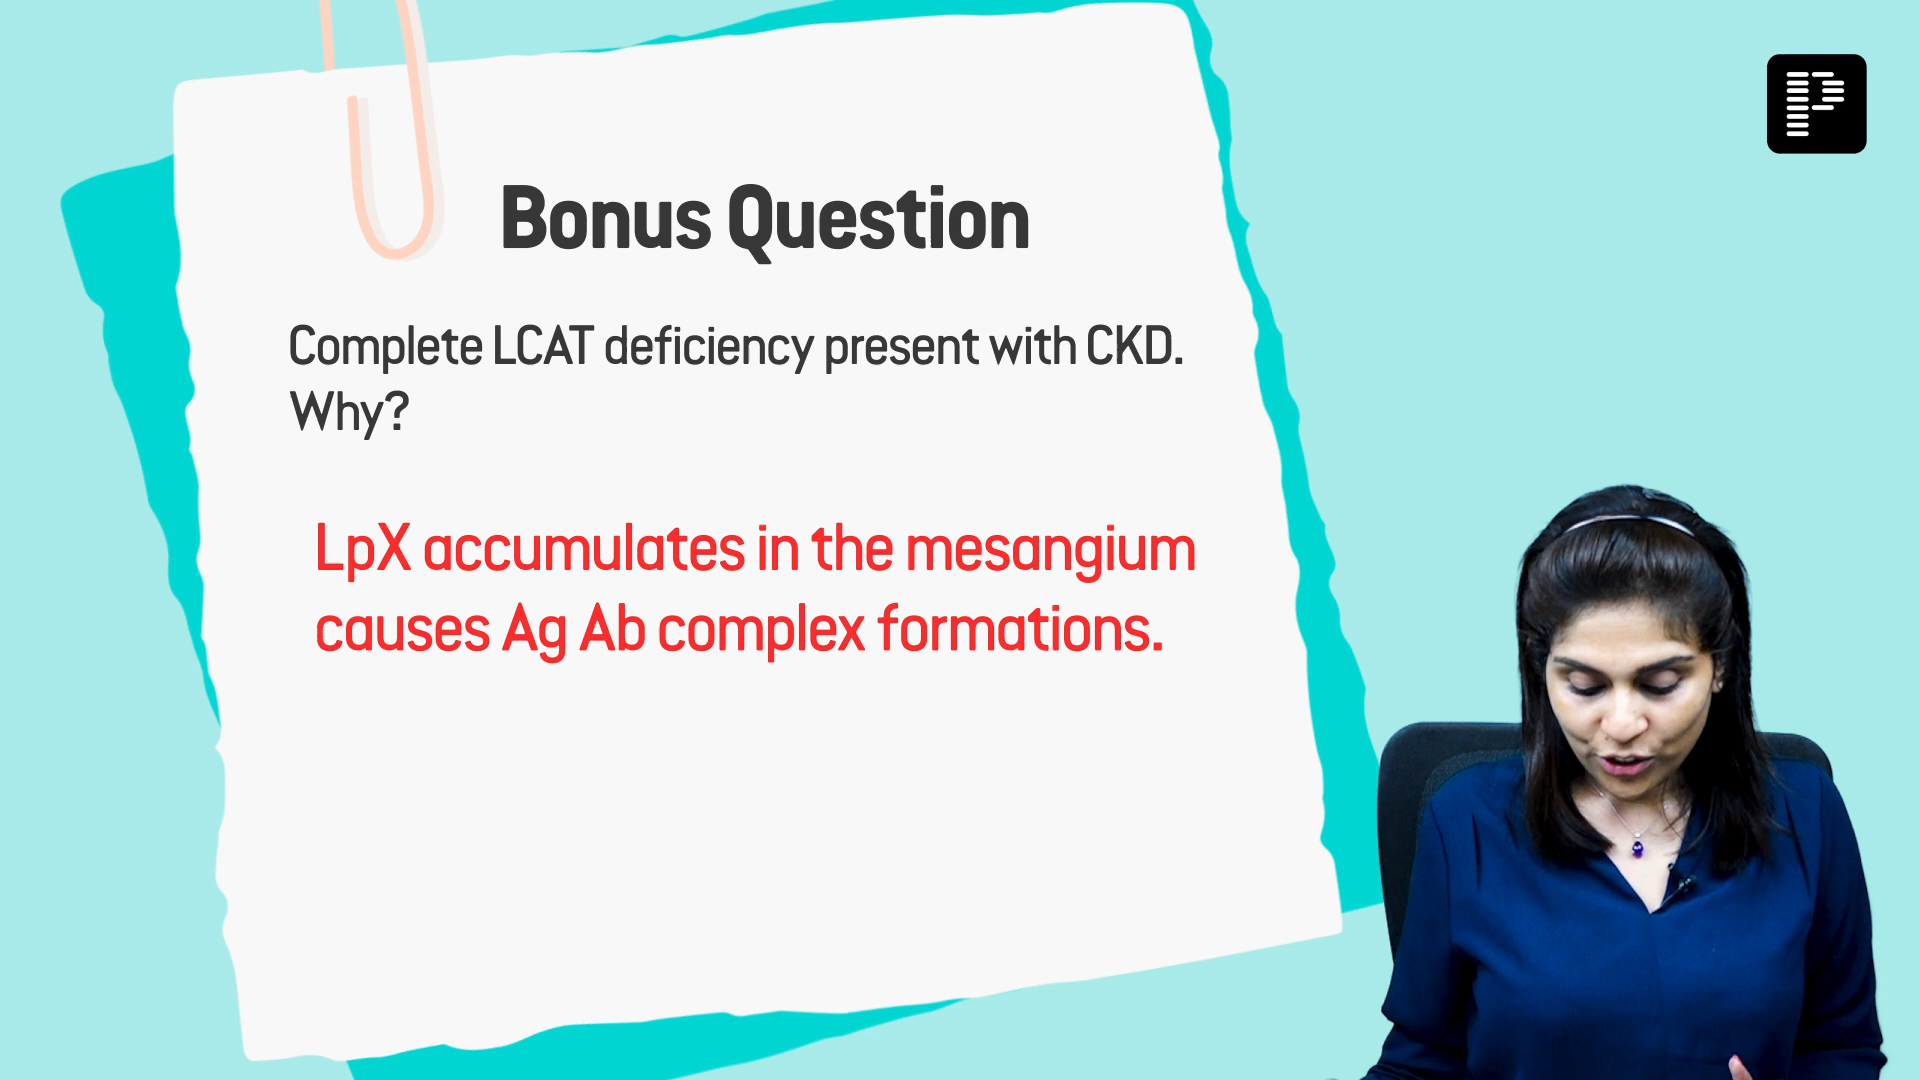 Bonus Question
Complete LCAT deficiency present with CKD.
Why?
LpX accumulates in the mesangium
causes Ag Ab complex formations.